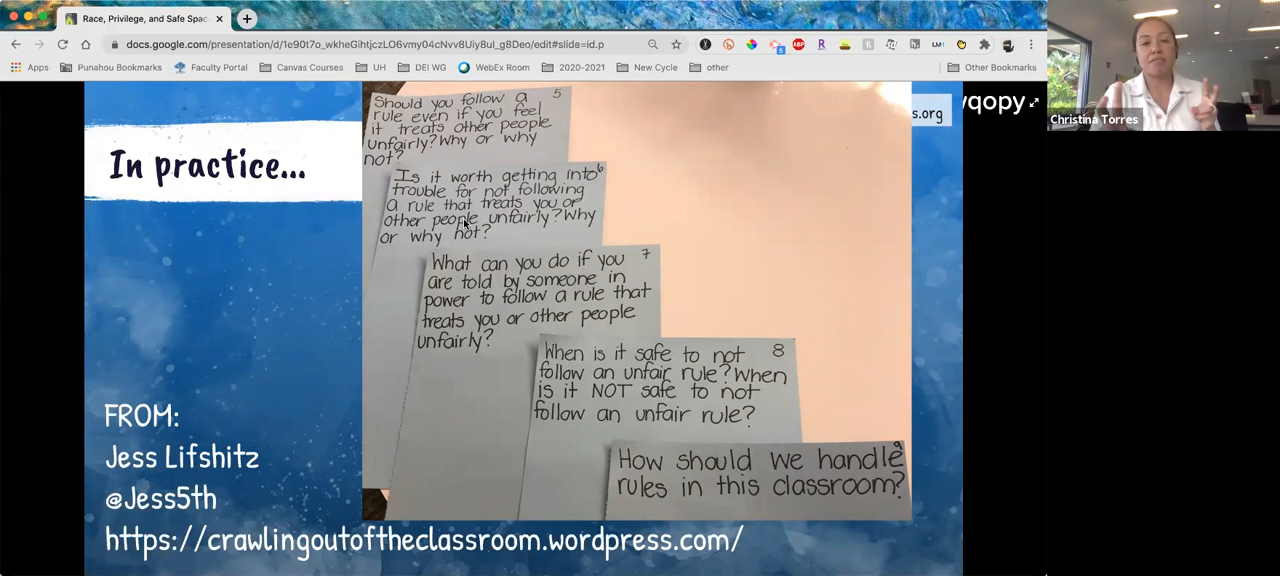 Race, Privilege, and Safe Spac
docs.google.com/presentation/d/1e90t7o_wkheGihtjczLO6vmy04cNvv8Uiy8ul_g8Deo/edit#slide=id.p
Apps
Punahou Bookmarks
Faculty Portal
Canvas Courses
UH
DEI WG
WebEx Room
2020-2021
New Cycle
other
Other Bookmarks
s.org
qopy
Christina Torres
In practice...
5
Should you follow a
rule even if you feel
it treats other people
unfairly? Why or why
not?
6
Is it worth getting into
trouble for not following
a rule that treats you or
other people unfairly? Why
or why not?
7
What can you do if you
are told by someone in
power to follow a rule that
treats you or other people
unfairly?
8
When is it safe to not
follow an unfair rule? When
is it NOT safe to not
follow an unfair rule?
9
How should we handle
rules in this classroom?
FROM:
Jess Lifshitz
@Jess5th
https://crawlingoutoftheclassroom.wordpress.com/